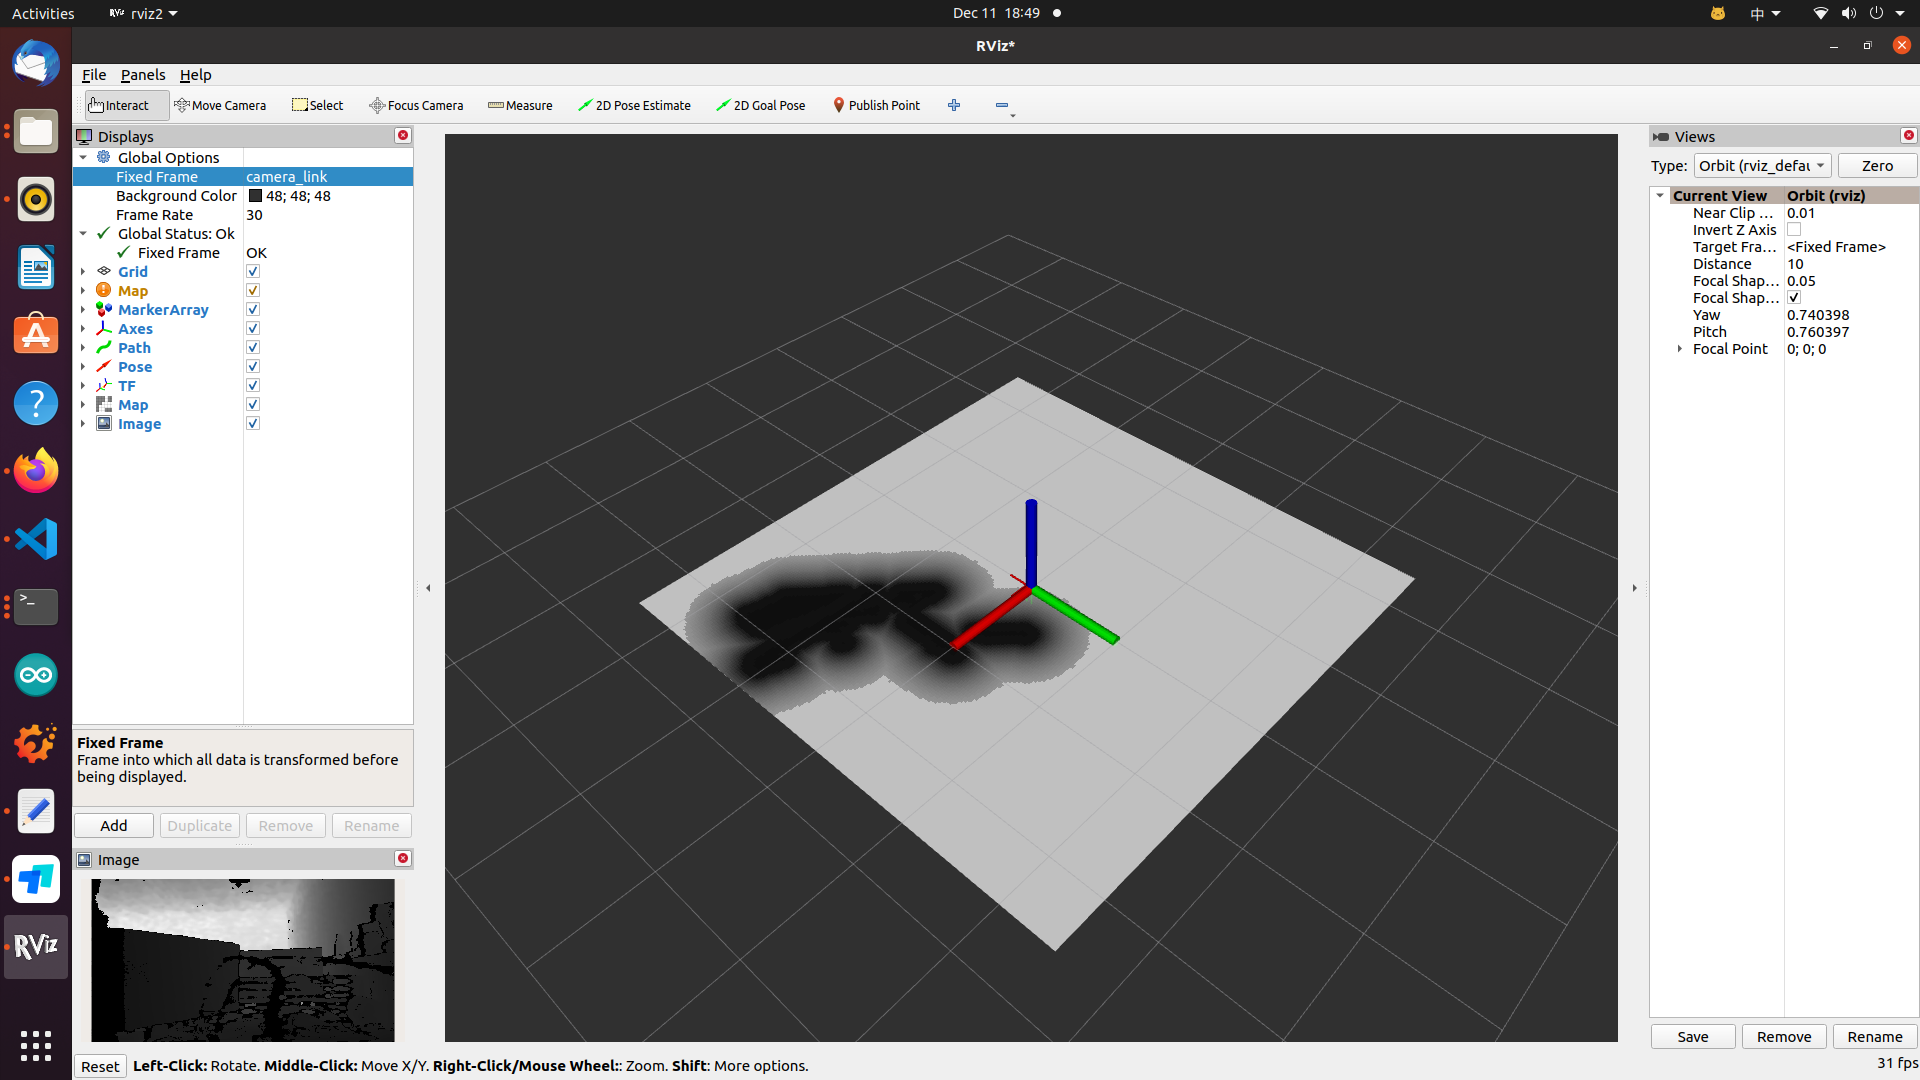 Activities
rviz2
Dec 11 18:49
中
RViz*
File Panels Help
Interact
Move Camera
Select
Focus Camera
Measure
2D Pose Estimate
2D Goal Pose
Publish Point
Displays
Global Options
Fixed Frame camera_link
Background Color 48; 48; 48
Frame Rate 30
Global Status: Ok
Fixed Frame OK
Grid
Map
MarkerArray
Axes
Path
Pose
TF
Map
Image
Fixed Frame
Frame into which all data is transformed before
being displayed.
Add Duplicate Remove Rename
Image
RViz
Reset
Left-Click: Rotate. Middle-Click: Move X/Y. Right-Click/Mouse Wheel:: Zoom. Shift: More options.
Views
Type: Orbit (rviz_defau Zero
Current View Orbit (rviz)
Near Clip ... 0.01
Invert Z Axis
Target Fra... <Fixed Frame>
Distance 10
Focal Shap... 0.05
Focal Shap...
Yaw 0.740398
Pitch 0.760397
Focal Point 0; 0; 0
Save Remove Rename
31 fps